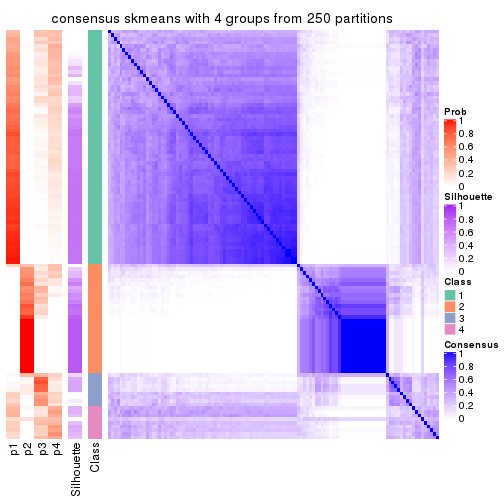 consensus skmeans with 4 groups from 250 partitions
Prob
1
0.8
0.6
0.4
0.2
0
Silhouette
1
0.8
0.6
0.4
0.2
0
Class
1
2
3
4
Consensus
1
0.8
0.6
0.4
0.2
0
p1
p2
p3
p4
Silhouette
Class